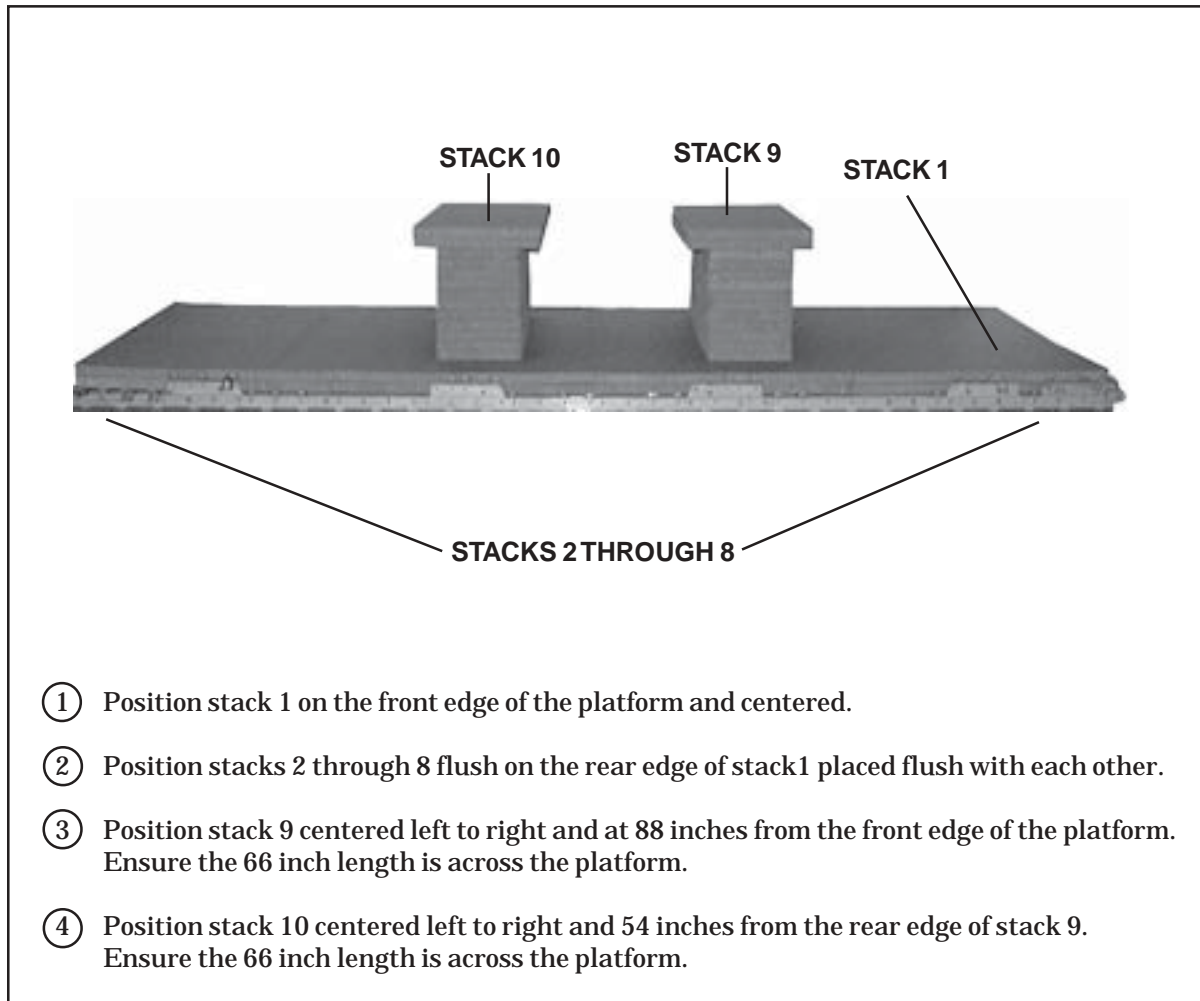 STACK 10
STACK 9
STACK 1
STACKS 2 THROUGH 8
1 Position stack 1 on the front edge of the platform and centered.
2 Position stacks 2 through 8 flush on the rear edge of stack1 placed flush with each other.
3 Position stack 9 centered left to right and at 88 inches from the front edge of the platform.
Ensure the 66 inch length is across the platform.
4 Position stack 10 centered left to right and 54 inches from the rear edge of stack 9.
Ensure the 66 inch length is across the platform.